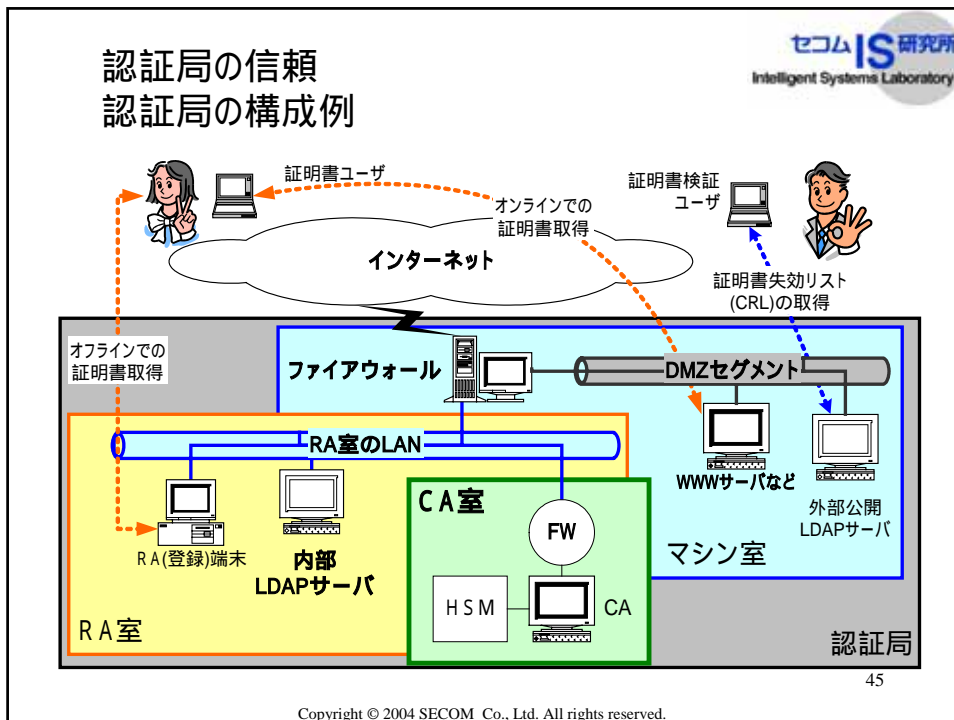 認証局の信頼
認証局の構成例
セコムIS研究所
Intelligent Systems Laboratory
証明書ユーザ
オンラインでの
証明書取得
証明書検証
ユーザ
インターネット
証明書失効リスト
(CRL)の取得
オフラインでの
証明書取得
ファイアウォール
DMZセグメント
RA室のLAN
WWWサーバなど
外部公開
LDAPサーバ
CA室
FW
マシン室
RA(登録)端末
内部
LDAPサーバ
HSM
CA
RA室
認証局
45
Copyright © 2004 SECOM Co., Ltd. All rights reserved.